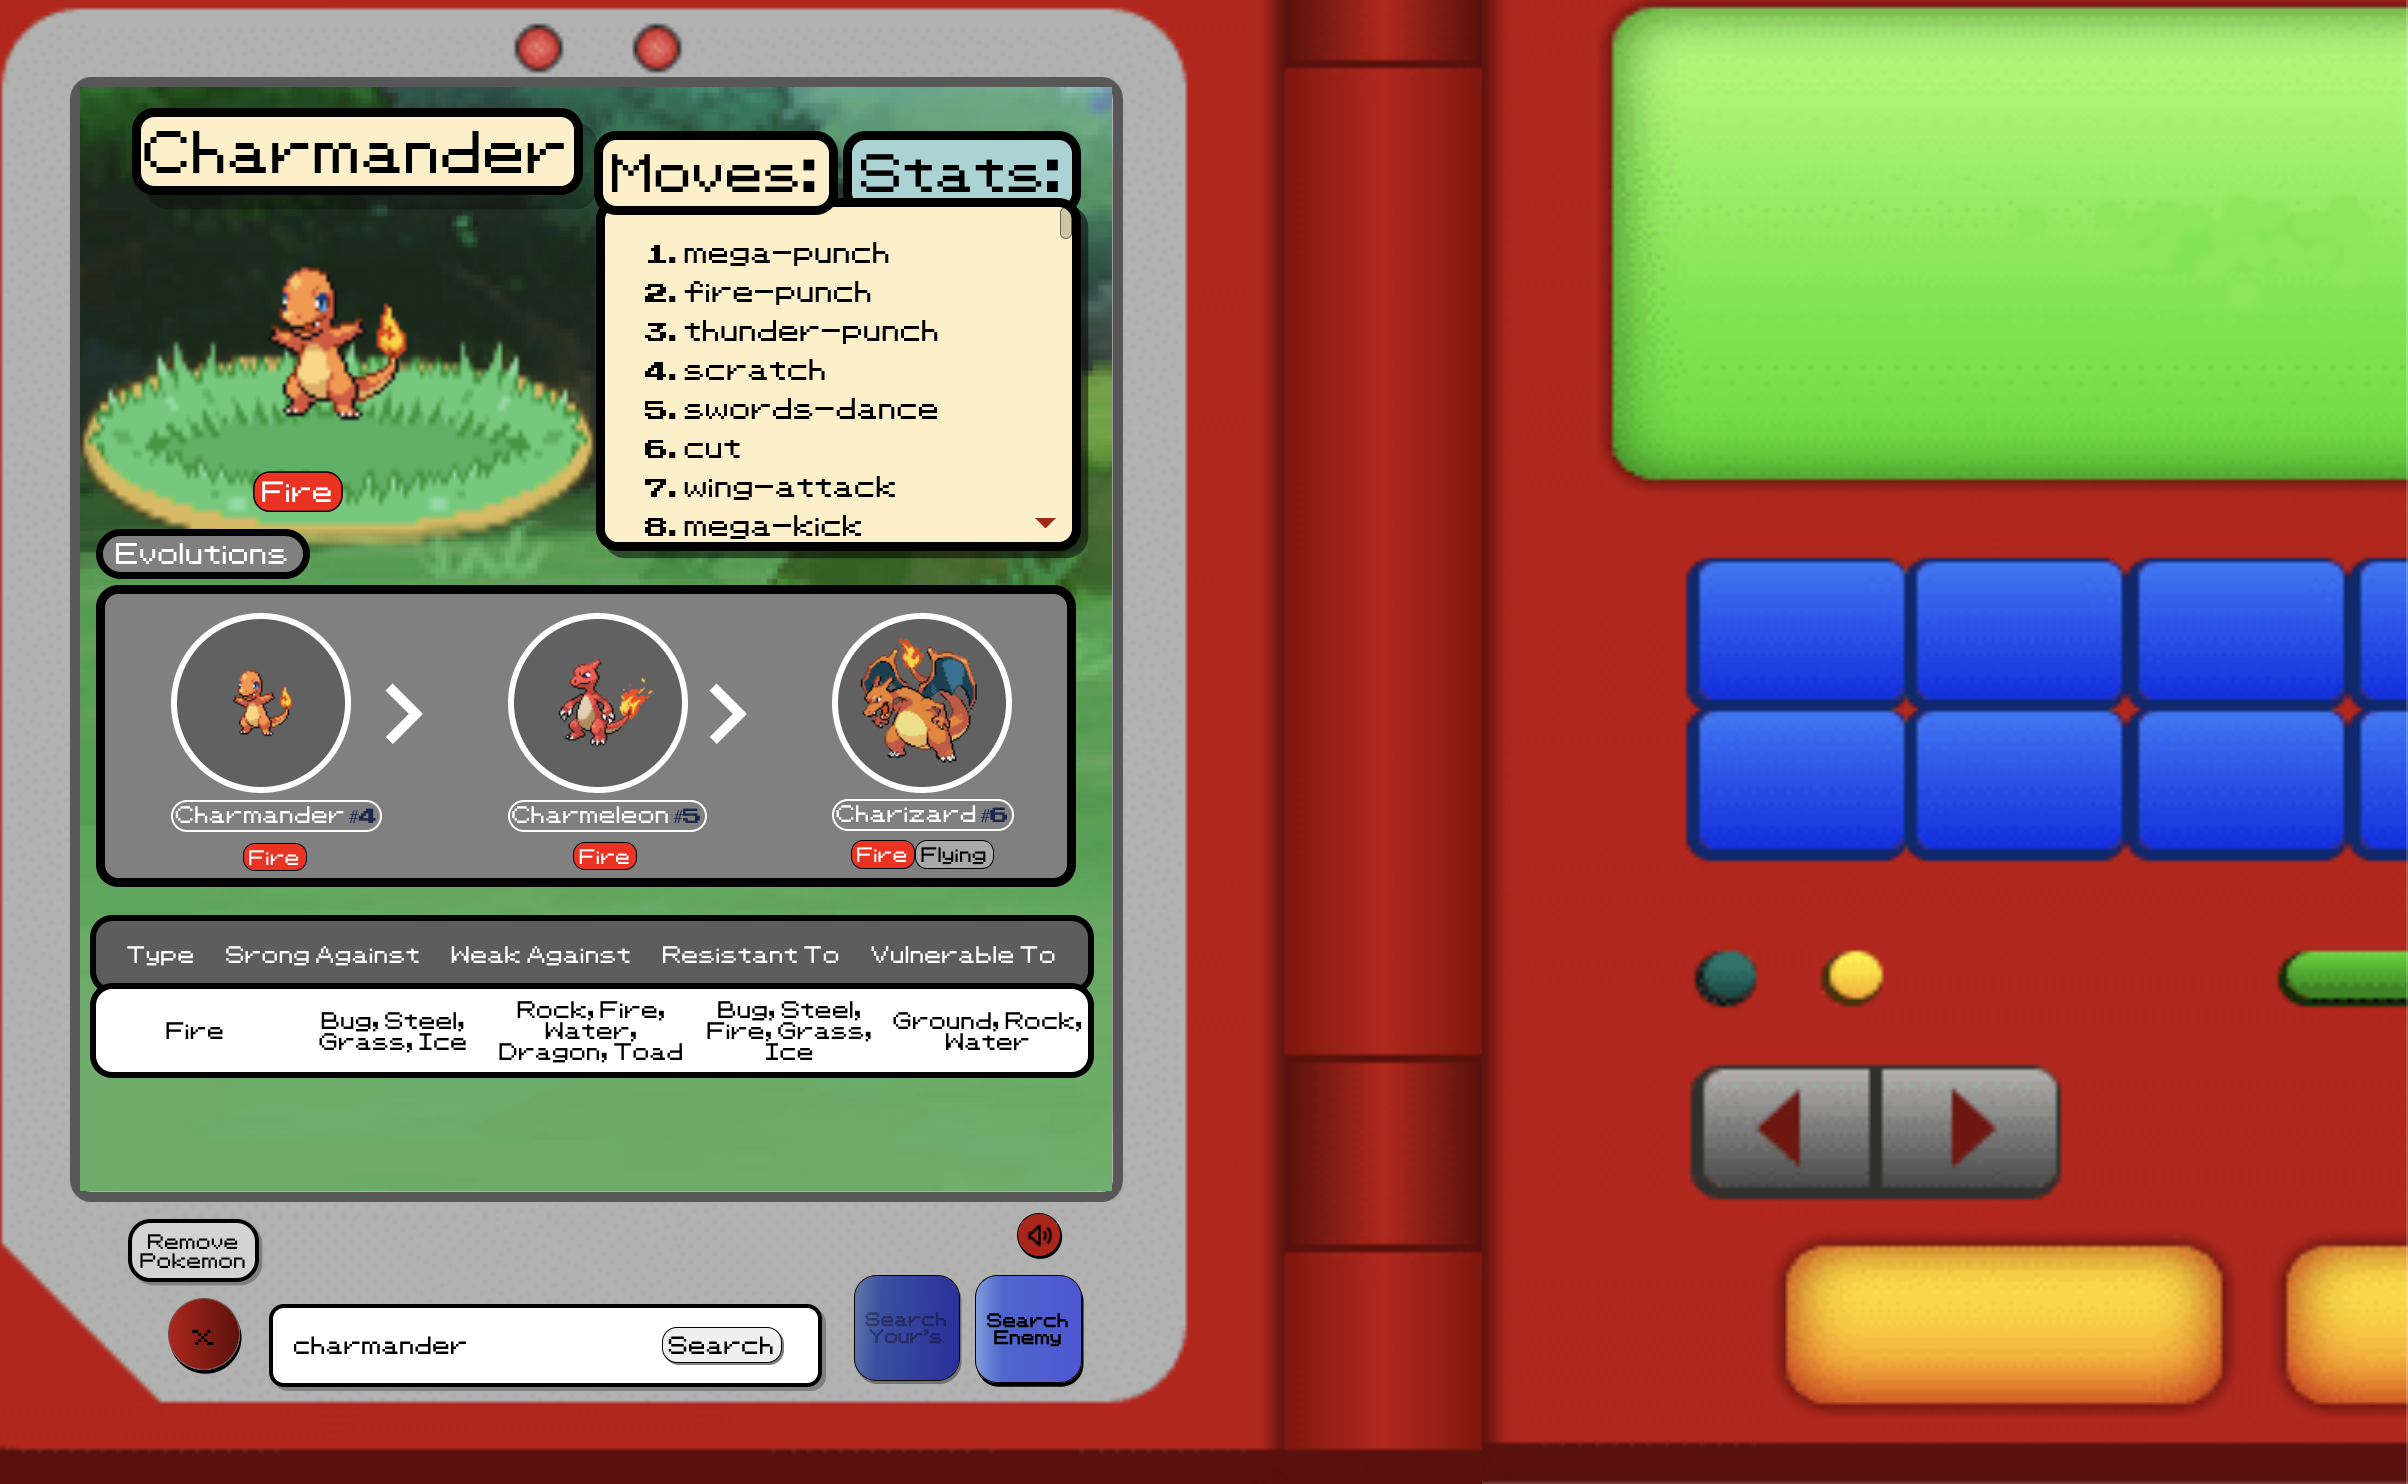 Charmander
Moves:
Stats:
1. mega-punch
2. fire-punch
3. thunder-punch
4. scratch
5. swords-dance
6. cut
7. wing-attack
8. mega-kick
Fire
Evolutions
Charmander #4
Fire
Charmeleon #5
Fire
Charizard #6
Fire Flying
Type Srong Against Weak Against Resistant To Vulnerable To
Fire
Bug, Steel,
Grass, Ice
Rock, Fire,
Water,
Dragon, Toad
Bug, Steel,
Fire, Grass,
Ice
Ground, Rock,
Water
Remove
Pokemon
x
charmander
Search
Search
Your's
Search
Enemy